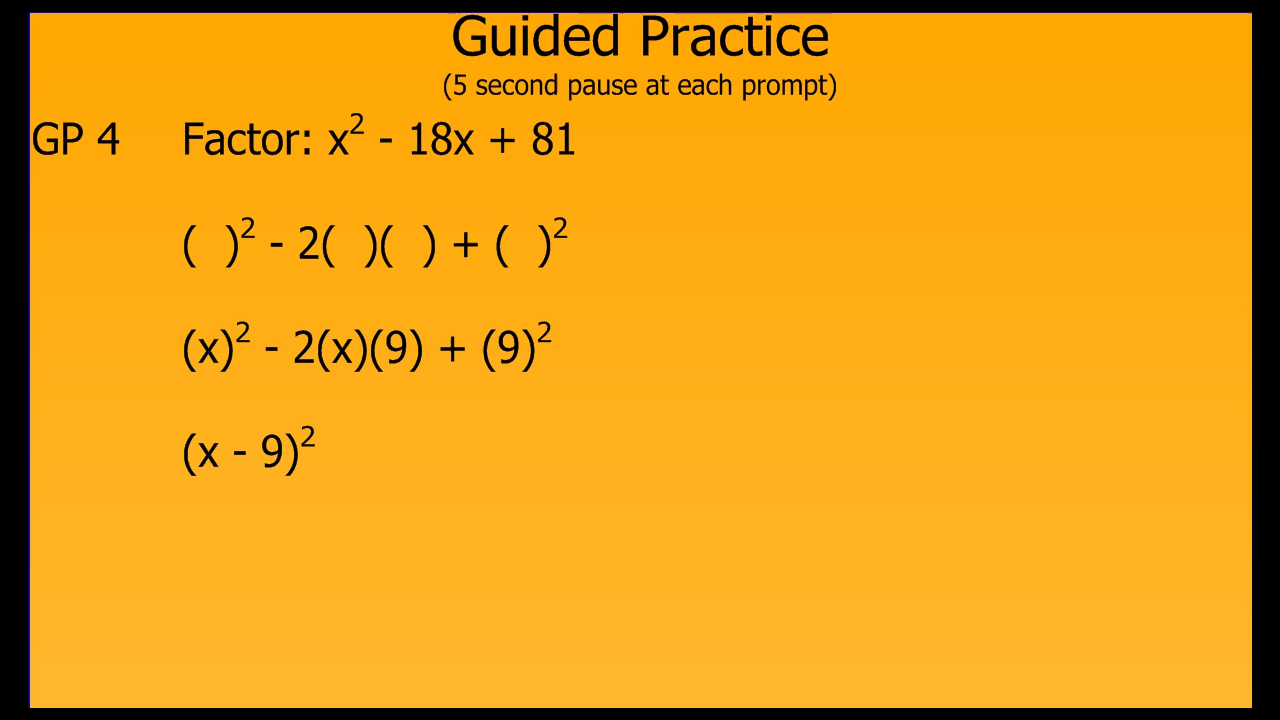 Guided Practice
(5 second pause at each prompt)
GP 4 Factor: x² - 18x + 81
( )² - 2( )( ) + ( )²
(x)² - 2(x)(9) + (9)²
(x - 9)²